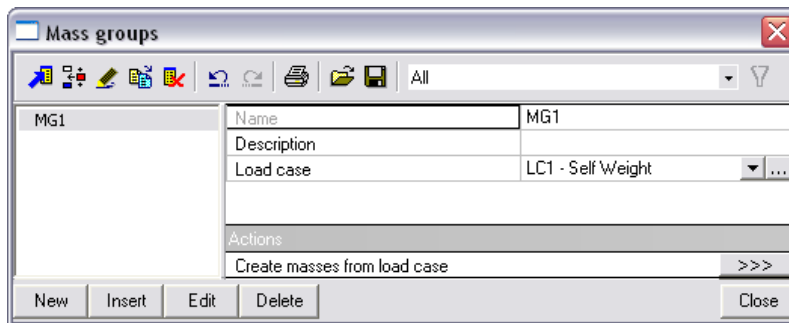 Mass groups
All
MG1
Name MG1
Description
Load case LC1 - Self Weight ...
Actions
Create masses from load case >>>
New Insert Edit Delete Close